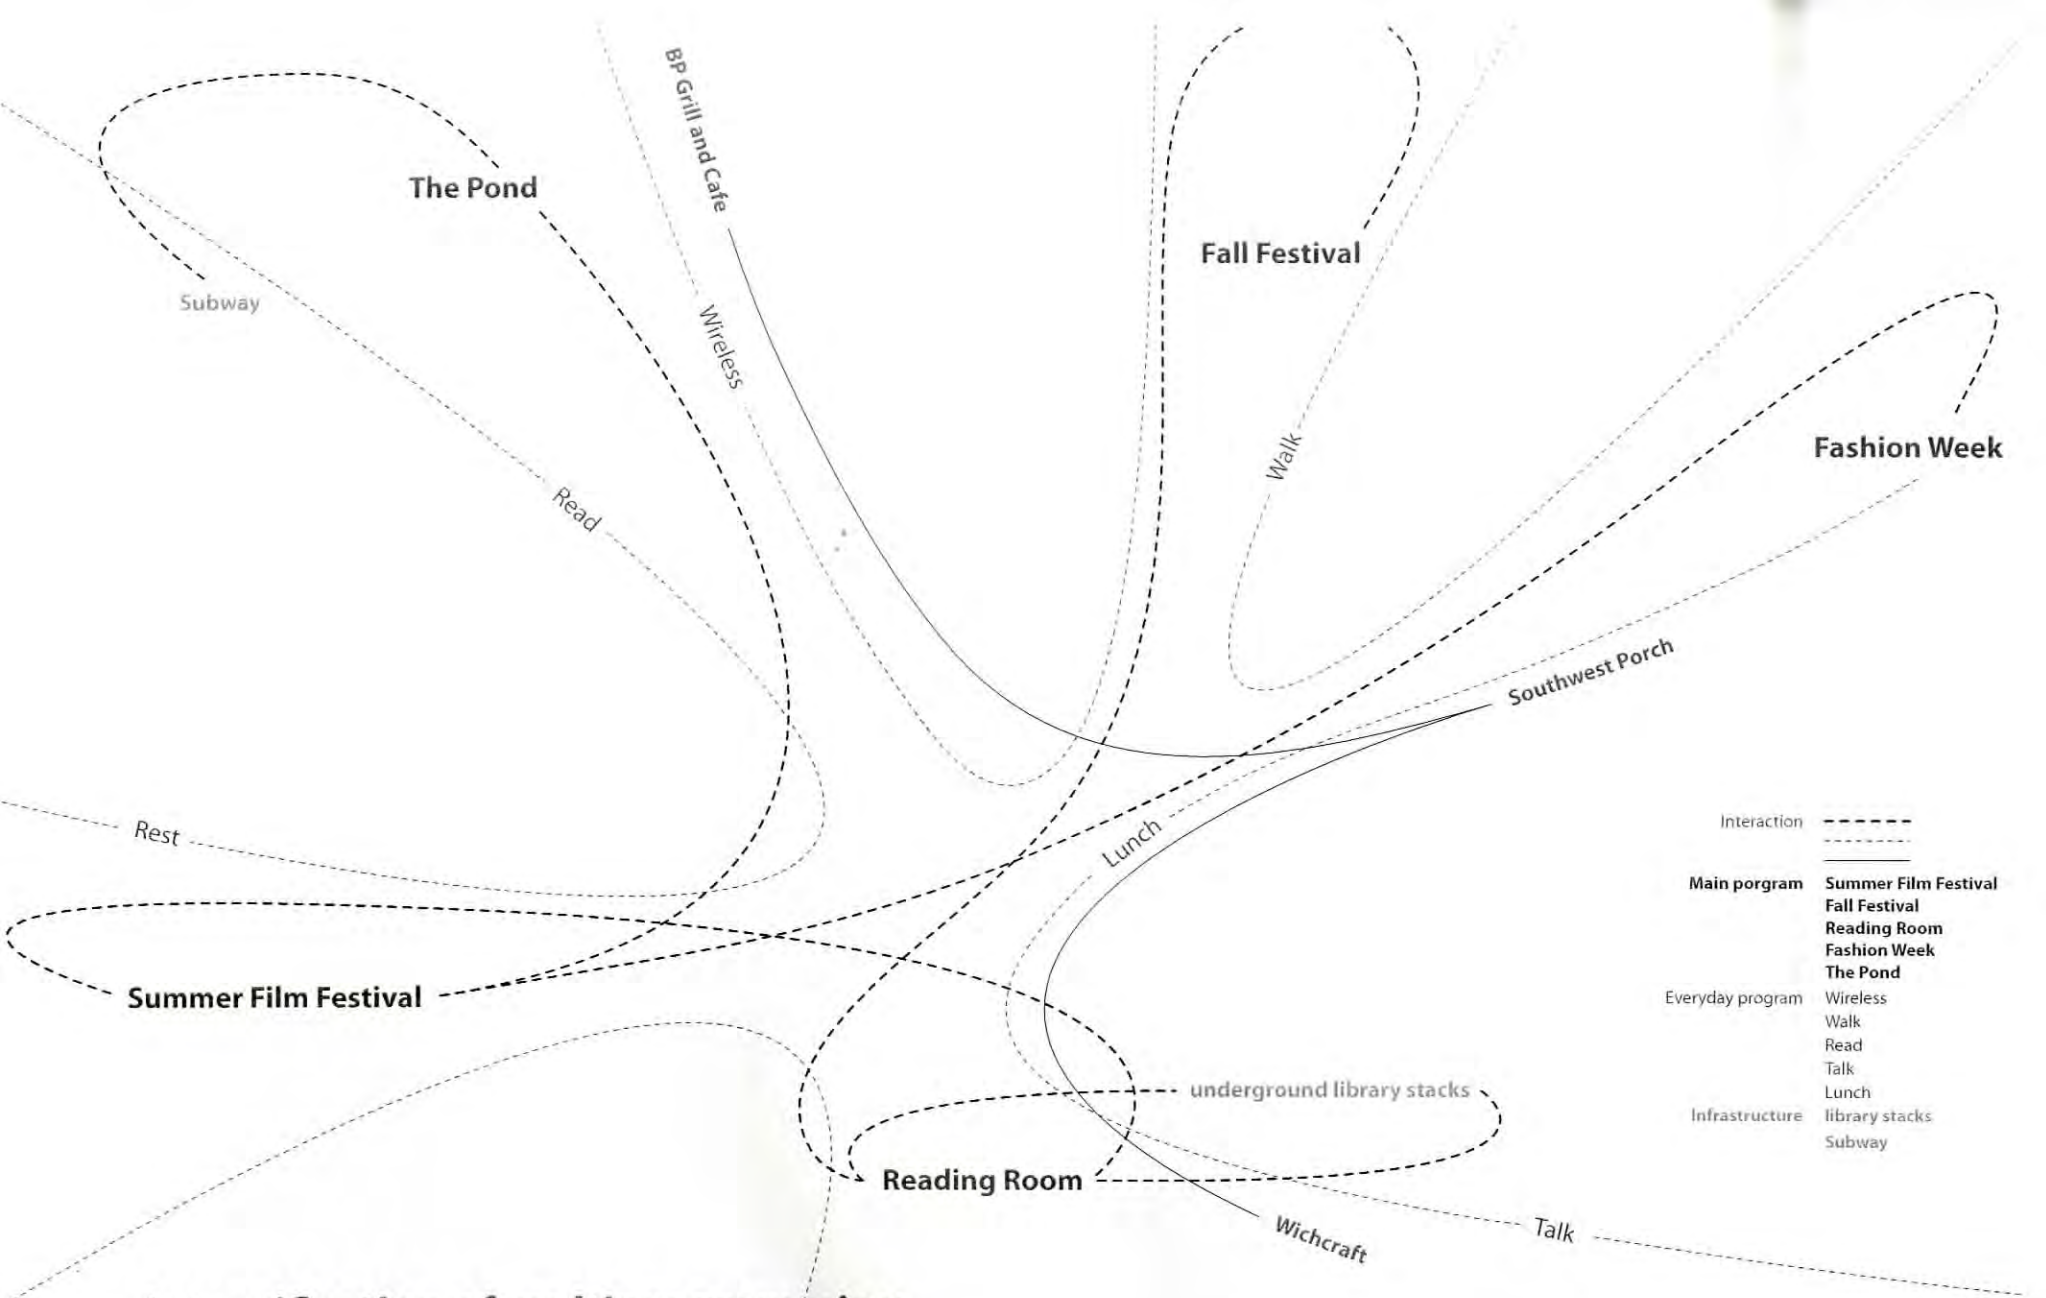 BP Grill and Cafe
The Pond
Fall Festival
Subway
Wireless
Walk
Fashion Week
Read
Southwest Porch
Rest
Lunch
Interaction
Main porgram Summer Film Festival
Fall Festival
Reading Room
Fashion Week
The Pond
Everyday program Wireless
Walk
Read
Talk
Lunch
Infrastructure library stacks
Subway
Summer Film Festival
underground library stacks
Reading Room
Wichcraft
Talk